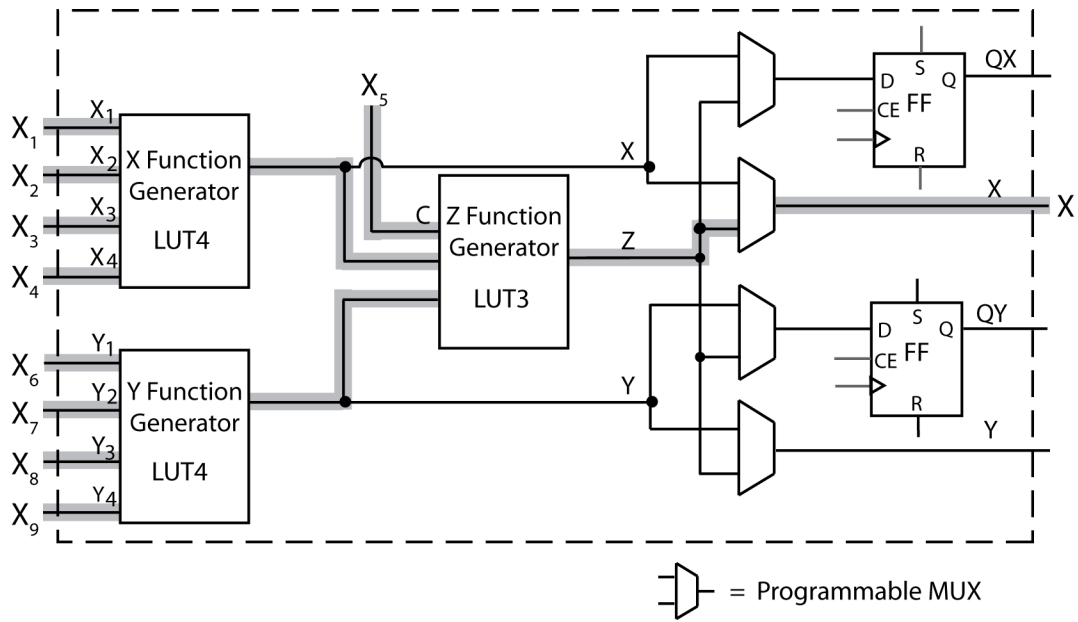 X1
X2
X3
X4
X1
X2
X3
X4
X Function
Generator
LUT4
X5
C
Z Function
Generator
LUT3
X
Z
Y
X6
X7
X8
X9
Y1
Y2
Y3
Y4
Y Function
Generator
LUT4
S
D
Q
CE
FF
R
QX
X
X
S
D
Q
CE
FF
R
QY
Y
= Programmable MUX